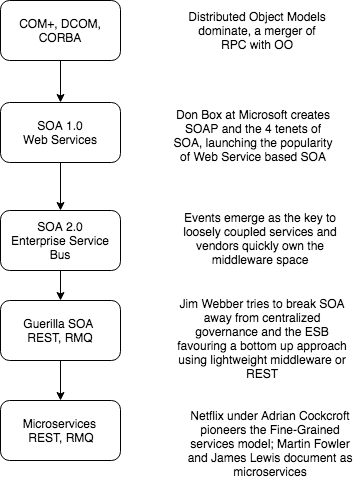 COM+, DCOM,
CORBA
Distributed Object Models
dominate, a merger of
RPC with OO
SOA 1.0
Web Services
Don Box at Microsoft creates
SOAP and the 4 tenets of
SOA, launching the popularity
of Web Service based SOA
SOA 2.0
Enterprise Service
Bus
Events emerge as the key to
loosely coupled services and
vendors quickly own the
middleware space
Guerilla SOA
REST, RMQ
Jim Webber tries to break SOA
away from centralized
governance and the ESB
favouring a bottom up approach
using lightweight middleware or
REST
Microservices
REST, RMQ
Netflix under Adrian Cockcroft
pioneers the Fine-Grained
services model; Martin Fowler
and James Lewis document as
microservices